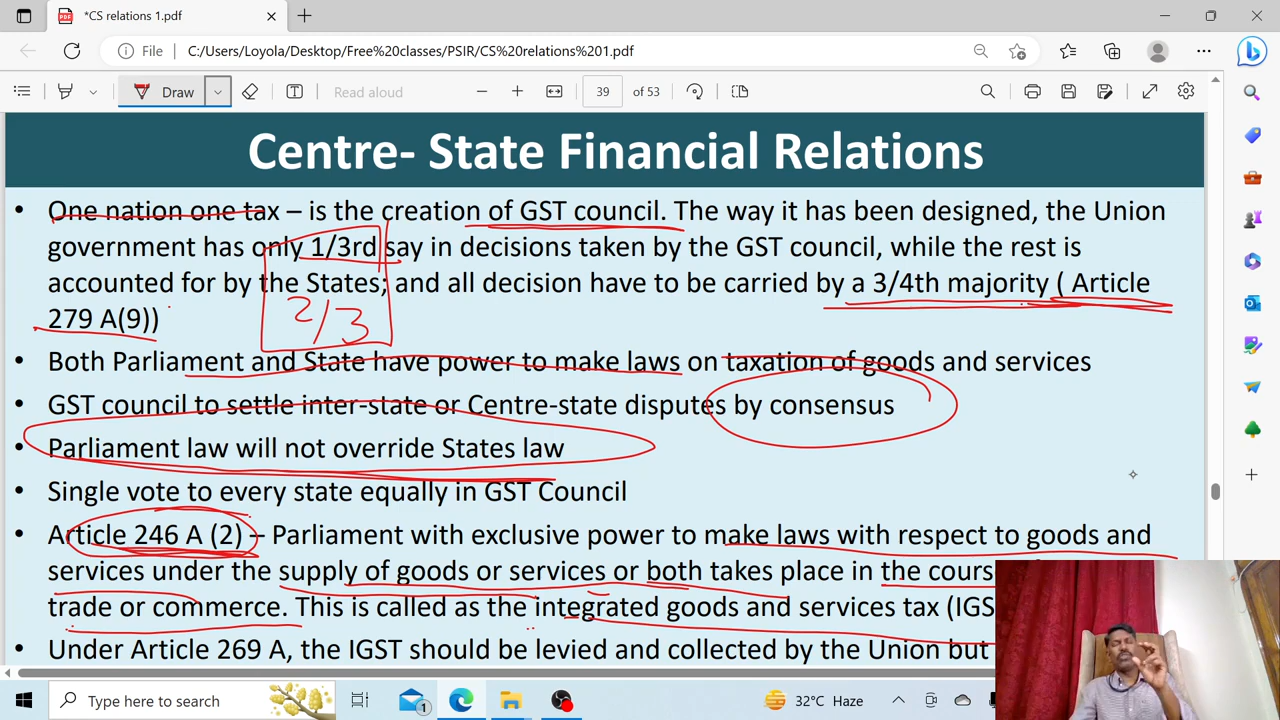 *CS relations 1.pdf
File
C:/Users/Loyola/Desktop/Free%20classes/PSIR/CS%20relations%201.pdf
Draw
Read aloud
39
of 53
Centre- State Financial Relations
• One nation one tax – is the creation of GST council. The way it has been designed, the Union
government has only 1/3rd say in decisions taken by the GST council, while the rest is
accounted for by the States; and all decision have to be carried by a 3/4th majority ( Article
279 A(9))
2/3
• Both Parliament and State have power to make laws on taxation of goods and services
• GST council to settle inter-state or Centre-state disputes by consensus
• Parliament law will not override States law
• Single vote to every state equally in GST Council
• Article 246 A (2) – Parliament with exclusive power to make laws with respect to goods and
services under the supply of goods or services or both takes place in the cours
trade or commerce. This is called as the integrated goods and services tax (IGS
• Under Article 269 A, the IGST should be levied and collected by the Union but
Type here to search
1
32°C Haze